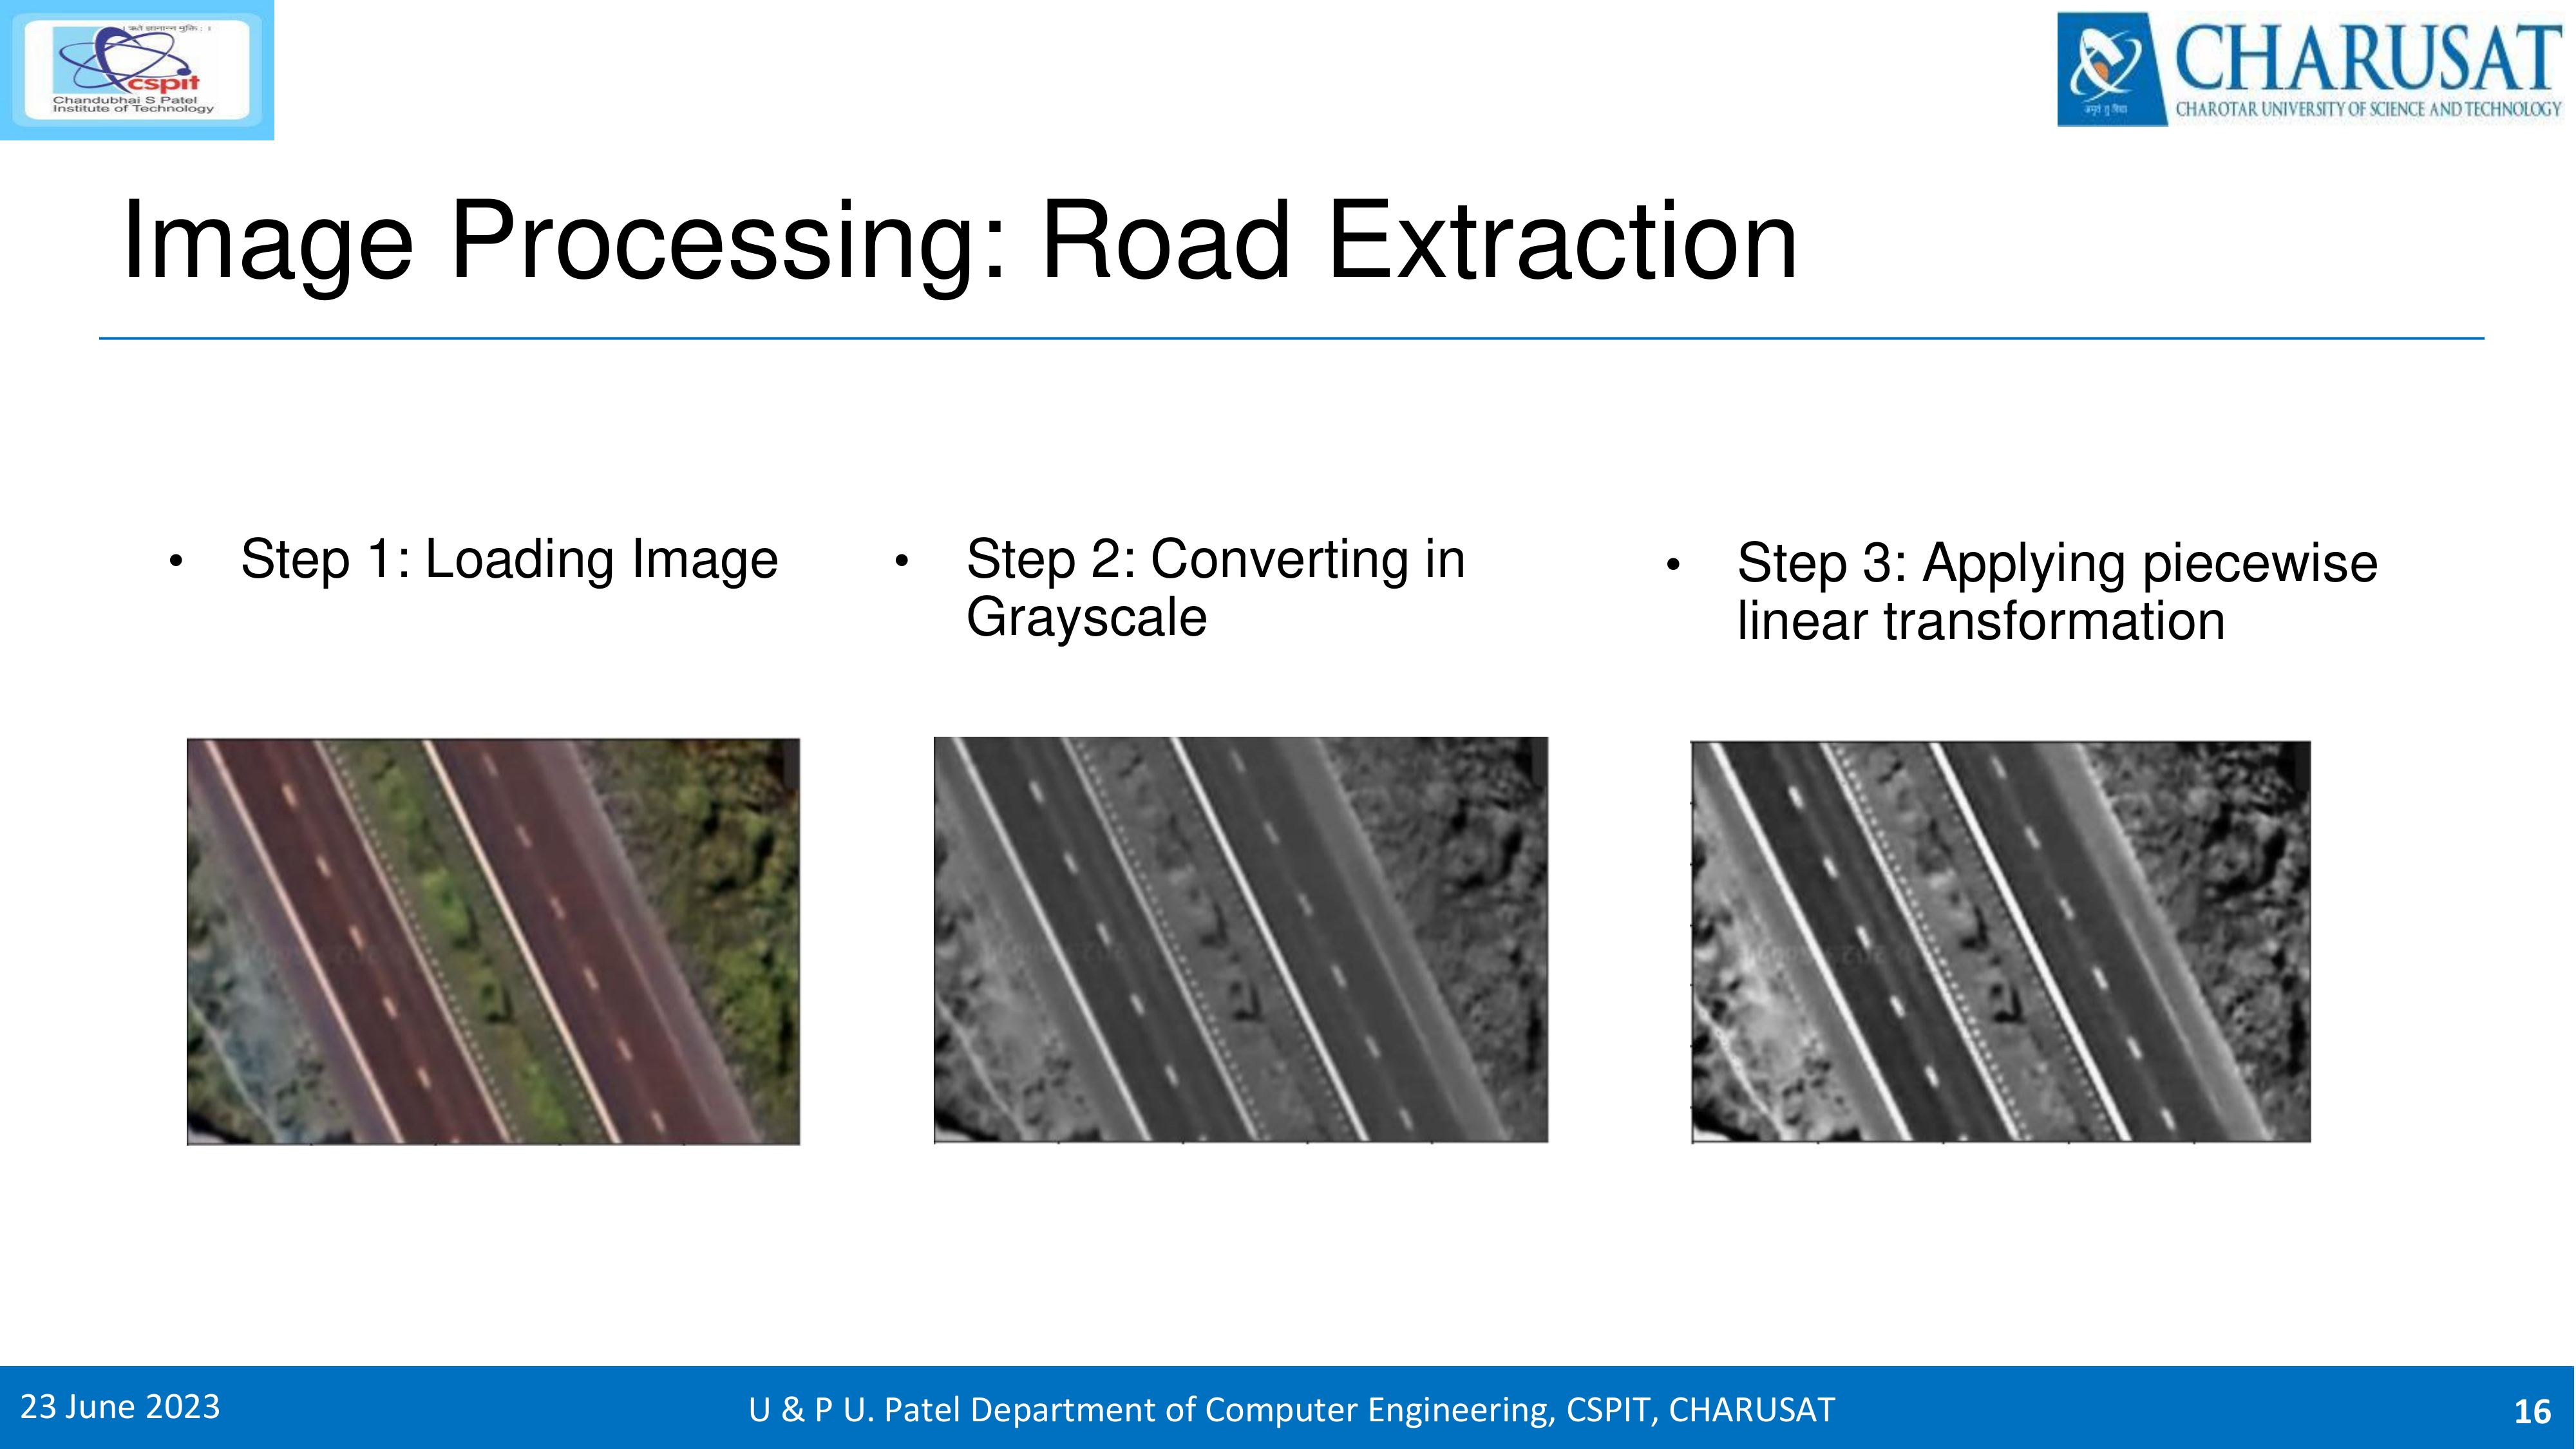 cspit
Chandubhai S Patel
Institute of Technology
CHARUSAT
CHAROTAR UNIVERSITY OF SCIENCE AND TECHNOLOGY
Image Processing: Road Extraction
• Step 1: Loading Image
• Step 2: Converting in
Grayscale
• Step 3: Applying piecewise
linear transformation
23 June 2023
U & P U. Patel Department of Computer Engineering, CSPIT, CHARUSAT
16